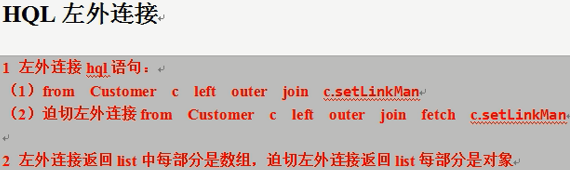 HQL 左外连接
1 左外连接 hql 语句：
（1）from Customer c left outer join c.setLinkMan
（2）迫切左外连接 from Customer c left outer join fetch c.setLinkMan
2 左外连接返回 list 中每部分是数组，迫切左外连接返回 list 每部分是对象